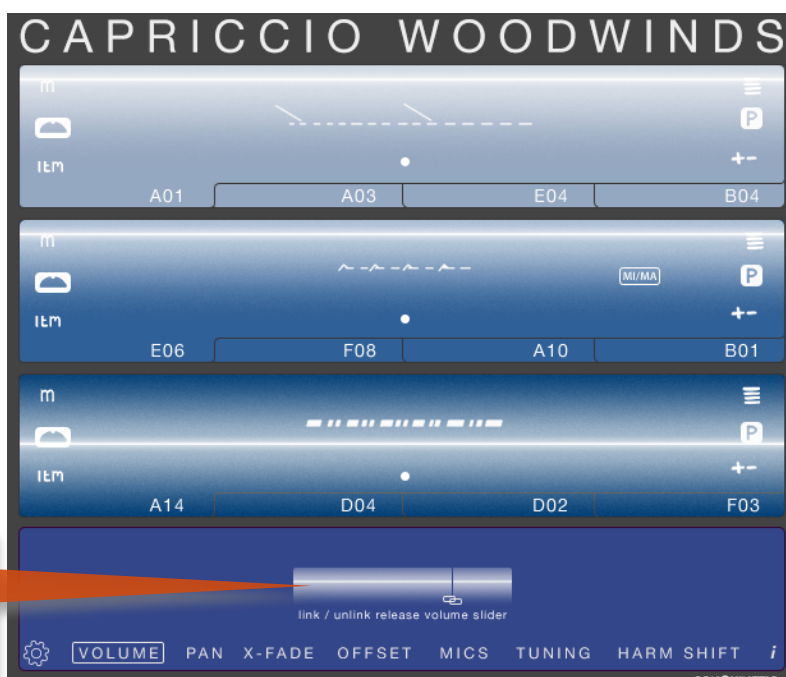 CAPRICCIO WOODWINDS
m
P
ItM +-
A01 A03 E04 B04
m
MI/MA P
ItM +-
E06 F08 A10 B01
m
P
ItM +-
A14 D04 D02 F03
link / unlink release volume slider
VOLUME PAN X-FADE OFFSET MICS TUNING HARM SHIFT i